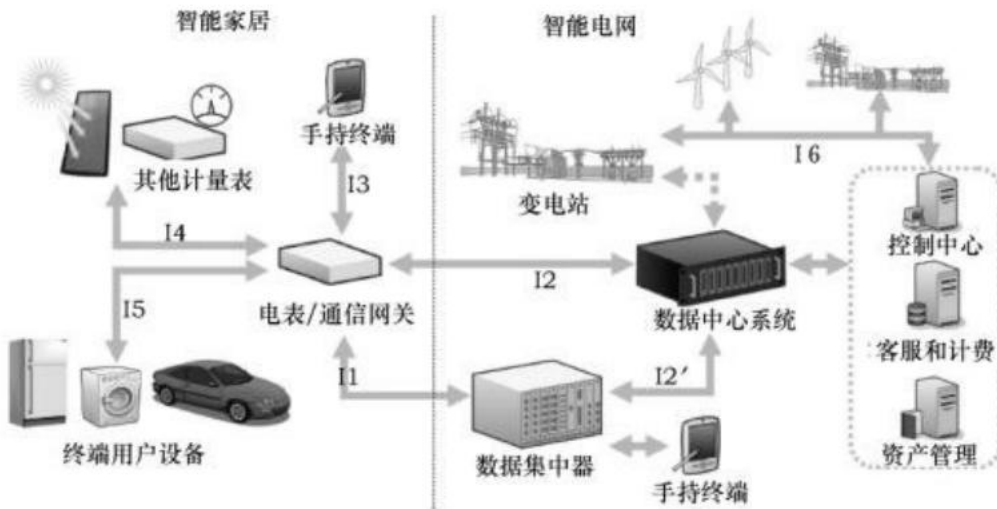 智能家居
智能电网
手持终端
其他计量表
I3
I4
I6
变电站
控制中心
I2
I5
电表/通信网关
数据中心系统
客服和计费
I1
I2′
终端用户设备
数据集中器
手持终端
资产管理